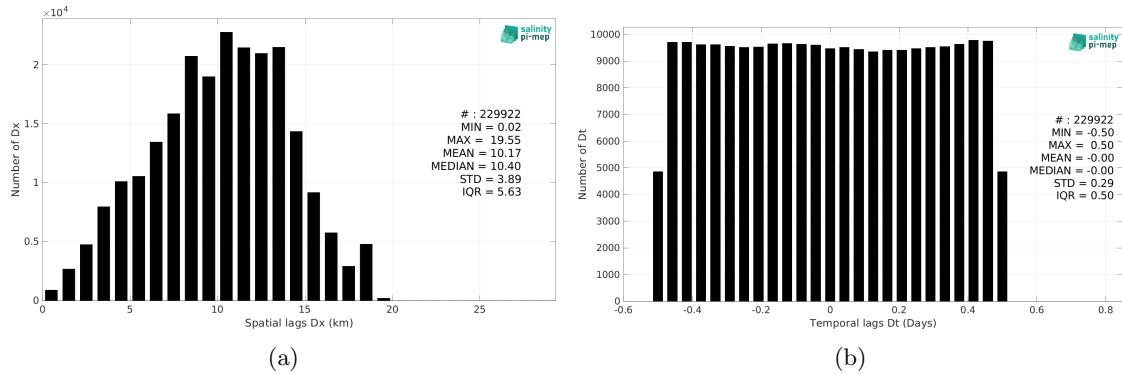 ×10⁴
salinity
pi-mep
2
1.5
1
0.5
0
Number of Dx
# : 229922
MIN = 0.02
MAX = 19.55
MEAN = 10.17
MEDIAN = 10.40
STD = 3.89
IQR = 5.63
0 5 10 15 20 25
Spatial lags Dx (km)
(a)
salinity
pi-mep
10000
9000
8000
7000
6000
5000
4000
3000
2000
1000
0
Number of Dt
# : 229922
MIN = -0.50
MAX = 0.50
MEAN = -0.00
MEDIAN = -0.00
STD = 0.29
IQR = 0.50
-0.6 -0.4 -0.2 0 0.2 0.4 0.6 0.8
Temporal lags Dt (Days)
(b)